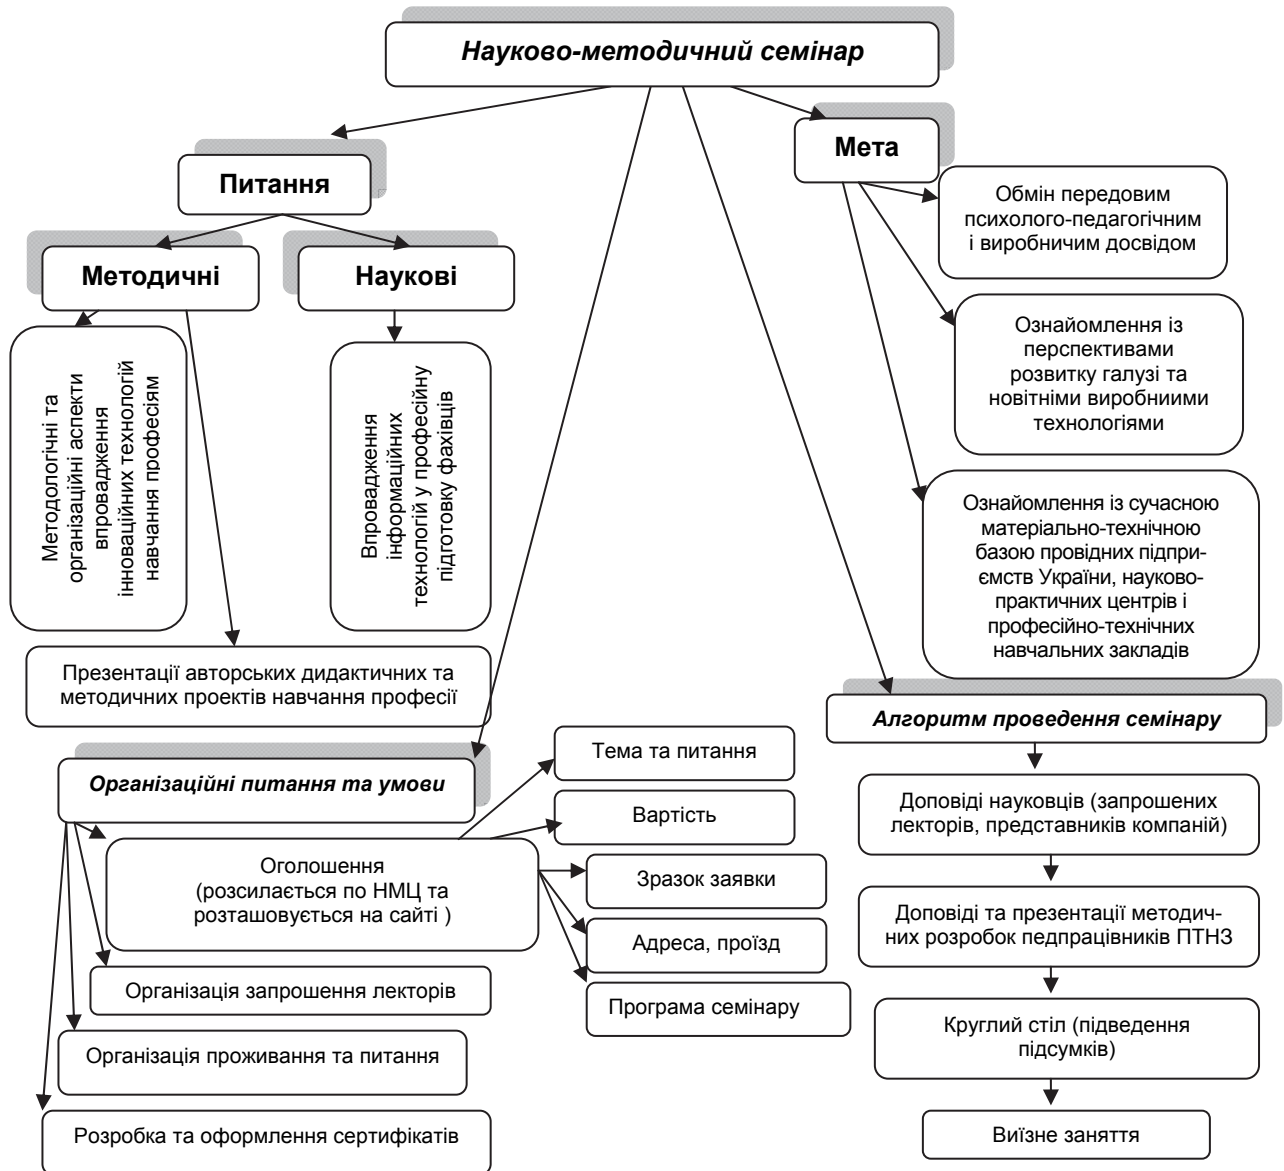 Науково-методичний семінар
Питання
Мета
Методичні
Наукові
Обмін передовим
психолого-педагогічним
і виробничим досвідом
Ознайомлення із
перспективами
розвитку галузі та
новітніми виробниими
технологіями
Ознайомлення із сучасною
матеріально-технічною
базою провідних підпри-
ємств України, науково-
практичних центрів і
професійно-технічних
навчальних закладів
Методологічні та
організаційні аспекти
впровадження
інноваційних технологій
навчання професіям
Впровадження
інформаційних
технологій у професійну
підготовку фахівців
Презентації авторських дидактичних та
методичних проектів навчання професії
Організаційні питання та умови
Оголошення
(розсилається по НМЦ та
розташовується на сайті )
Тема та питання
Вартість
Зразок заявки
Адреса, проїзд
Програма семінару
Організація запрошення лекторів
Організація проживання та питання
Розробка та оформлення сертифікатів
Алгоритм проведення семінару
Доповіді науковців (запрошених
лекторів, представників компаній)
Доповіді та презентації методич-
них розробок педпрацівників ПТНЗ
Круглий стіл (підведення
підсумків)
Виїзне заняття